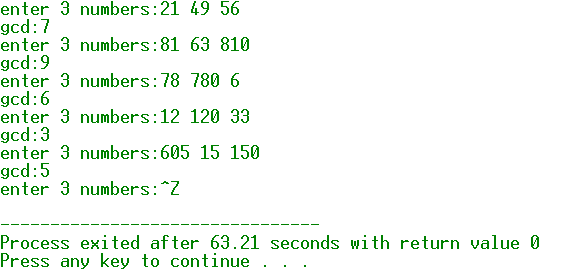 enter 3 numbers:21 49 56
gcd:7
enter 3 numbers:81 63 810
gcd:9
enter 3 numbers:78 780 6
gcd:6
enter 3 numbers:12 120 33
gcd:3
enter 3 numbers:605 15 150
gcd:5
enter 3 numbers:^Z
--------------------------------
Process exited after 63.21 seconds with return value 0
Press any key to continue . . .